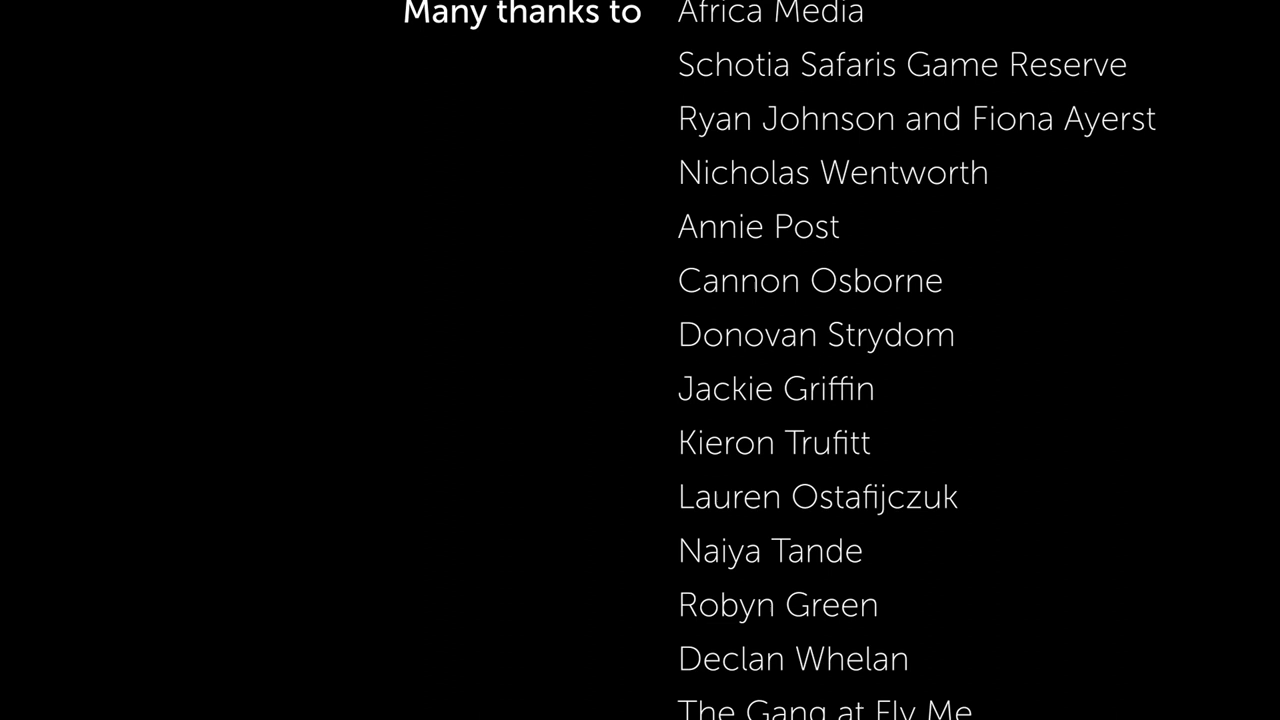 Many thanks to Africa Media
Schotia Safaris Game Reserve
Ryan Johnson and Fiona Ayerst
Nicholas Wentworth
Annie Post
Cannon Osborne
Donovan Strydom
Jackie Griffin
Kieron Trufitt
Lauren Ostafijczuk
Naiya Tande
Robyn Green
Declan Whelan
The Gang at Fly Me